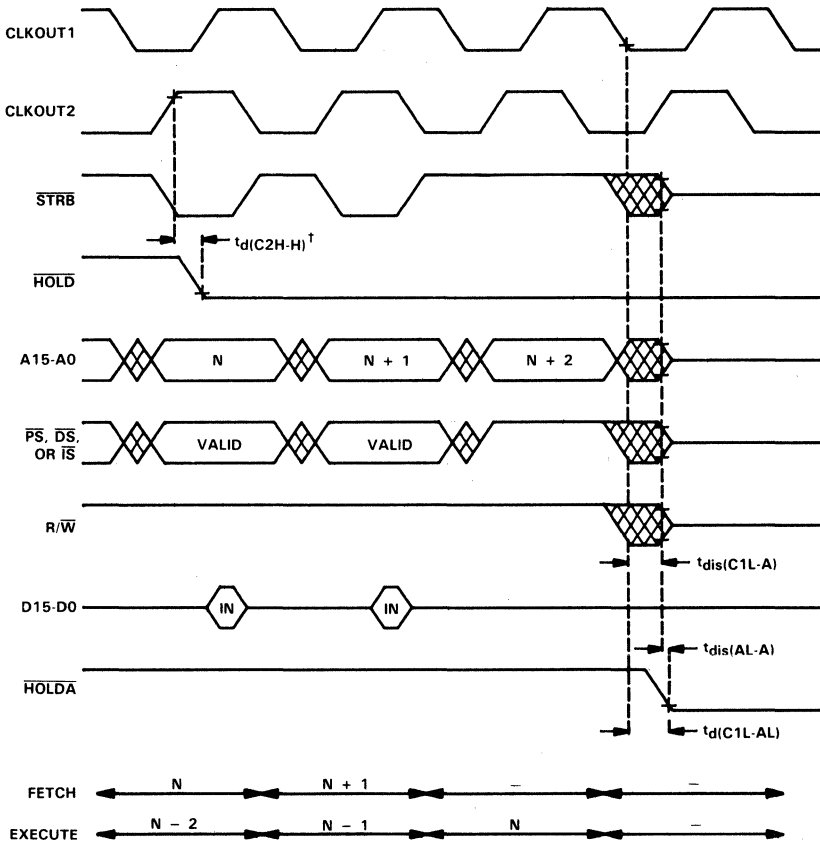 CLKOUT1
CLKOUT2
STRB
td(C2H-H)†
HOLD
A15-A0 N N + 1 N + 2
PS, DS,
OR IS VALID VALID
R/W
tdis(C1L-A)
D15-D0 IN IN
tdis(AL-A)
HOLDA
td(C1L-AL)
FETCH N N + 1 – –
EXECUTE N – 2 N – 1 N –